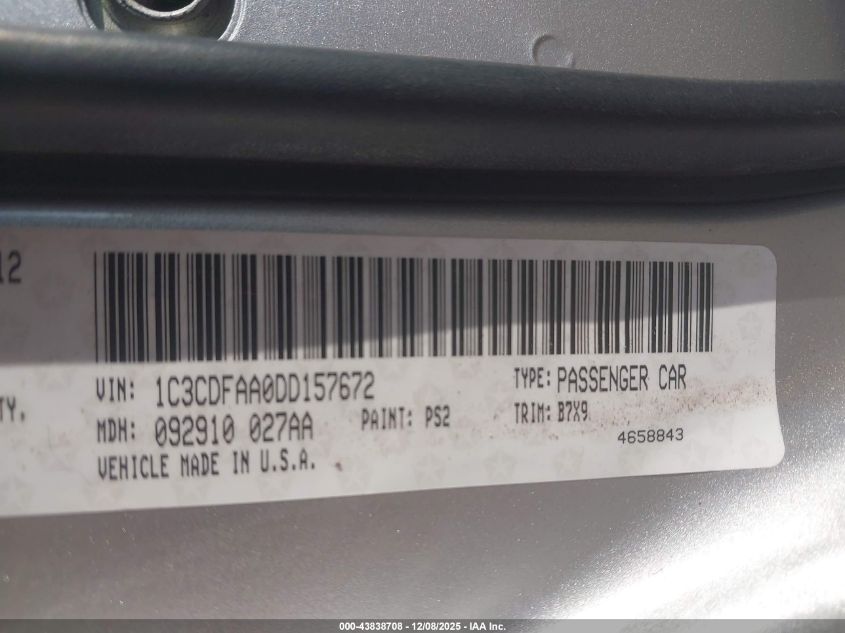 12
TY.
VIN: 1C3CDFAA0DD157672
TYPE: PASSENGER CAR
MDH: 092910 027AA
PAINT: PS2
TRIM: B7X9
VEHICLE MADE IN U.S.A.
4658843
000-43838708 - 12/08/2025 - IAA Inc.